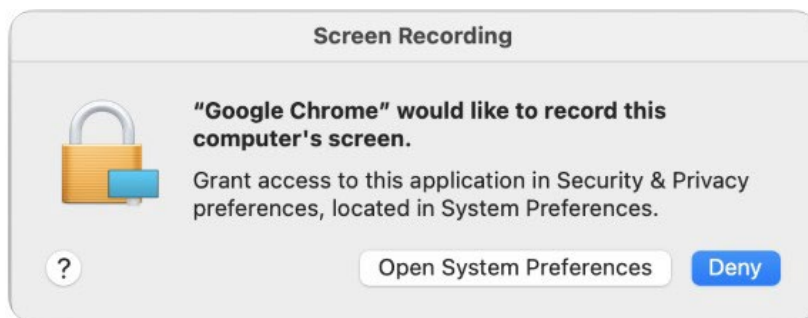 Screen Recording
“Google Chrome” would like to record this
computer's screen.
Grant access to this application in Security & Privacy
preferences, located in System Preferences.
?
Open System Preferences
Deny